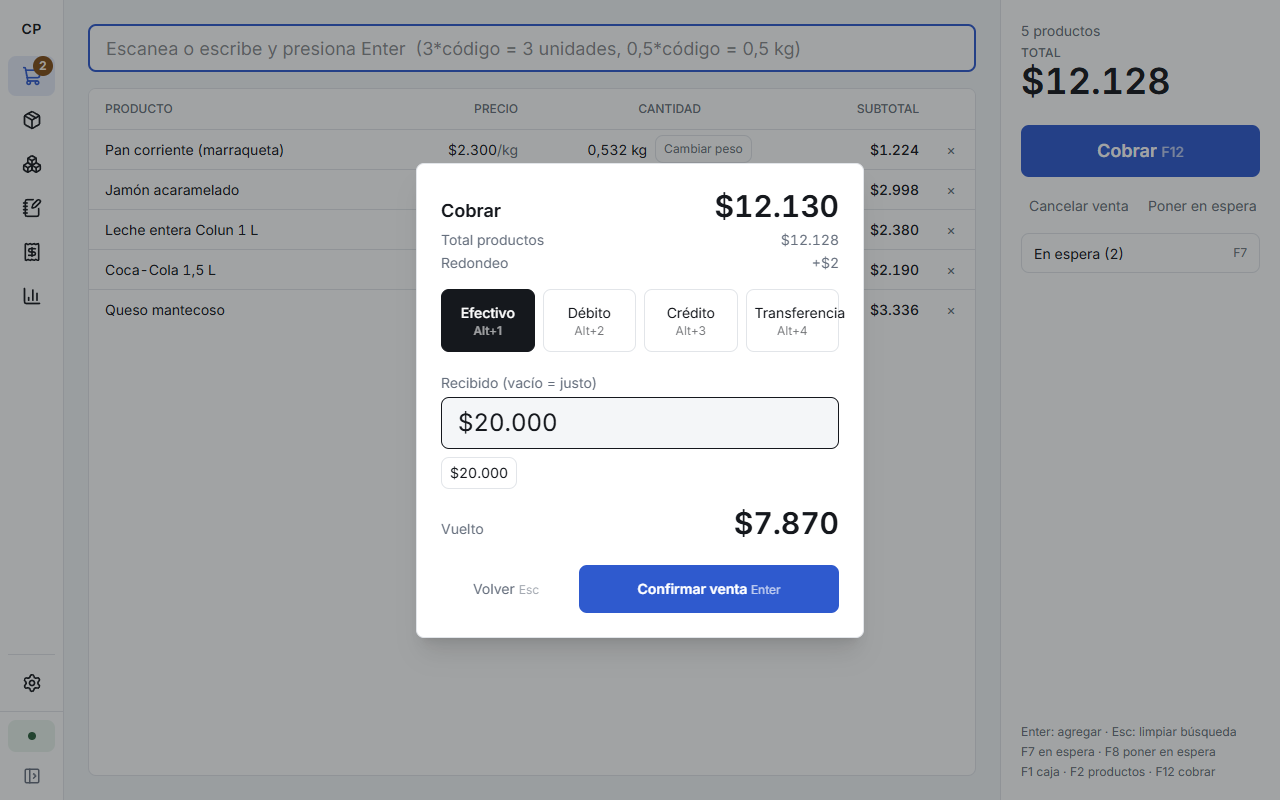 CP
2
Escanea o escribe y presiona Enter (3*código = 3 unidades, 0,5*código = 0,5 kg)
PRODUCTO PRECIO CANTIDAD SUBTOTAL
Pan corriente (marraqueta) $2.300/kg 0,532 kg Cambiar peso $1.224 ×
Jamón acaramelado $2.998 ×
Leche entera Colun 1 L $2.380 ×
Coca-Cola 1,5 L $2.190 ×
Queso mantecoso $3.336 ×
Cobrar $12.130
Total productos $12.128
Redondeo +$2
Efectivo Débito Crédito Transferencia
Alt+1 Alt+2 Alt+3 Alt+4
Recibido (vacío = justo)
$20.000
$20.000
Vuelto $7.870
Volver Esc Confirmar venta Enter
5 productos
TOTAL
$12.128
Cobrar F12
Cancelar venta Poner en espera
En espera (2) F7
Enter: agregar · Esc: limpiar búsqueda
F7 en espera · F8 poner en espera
F1 caja · F2 productos · F12 cobrar